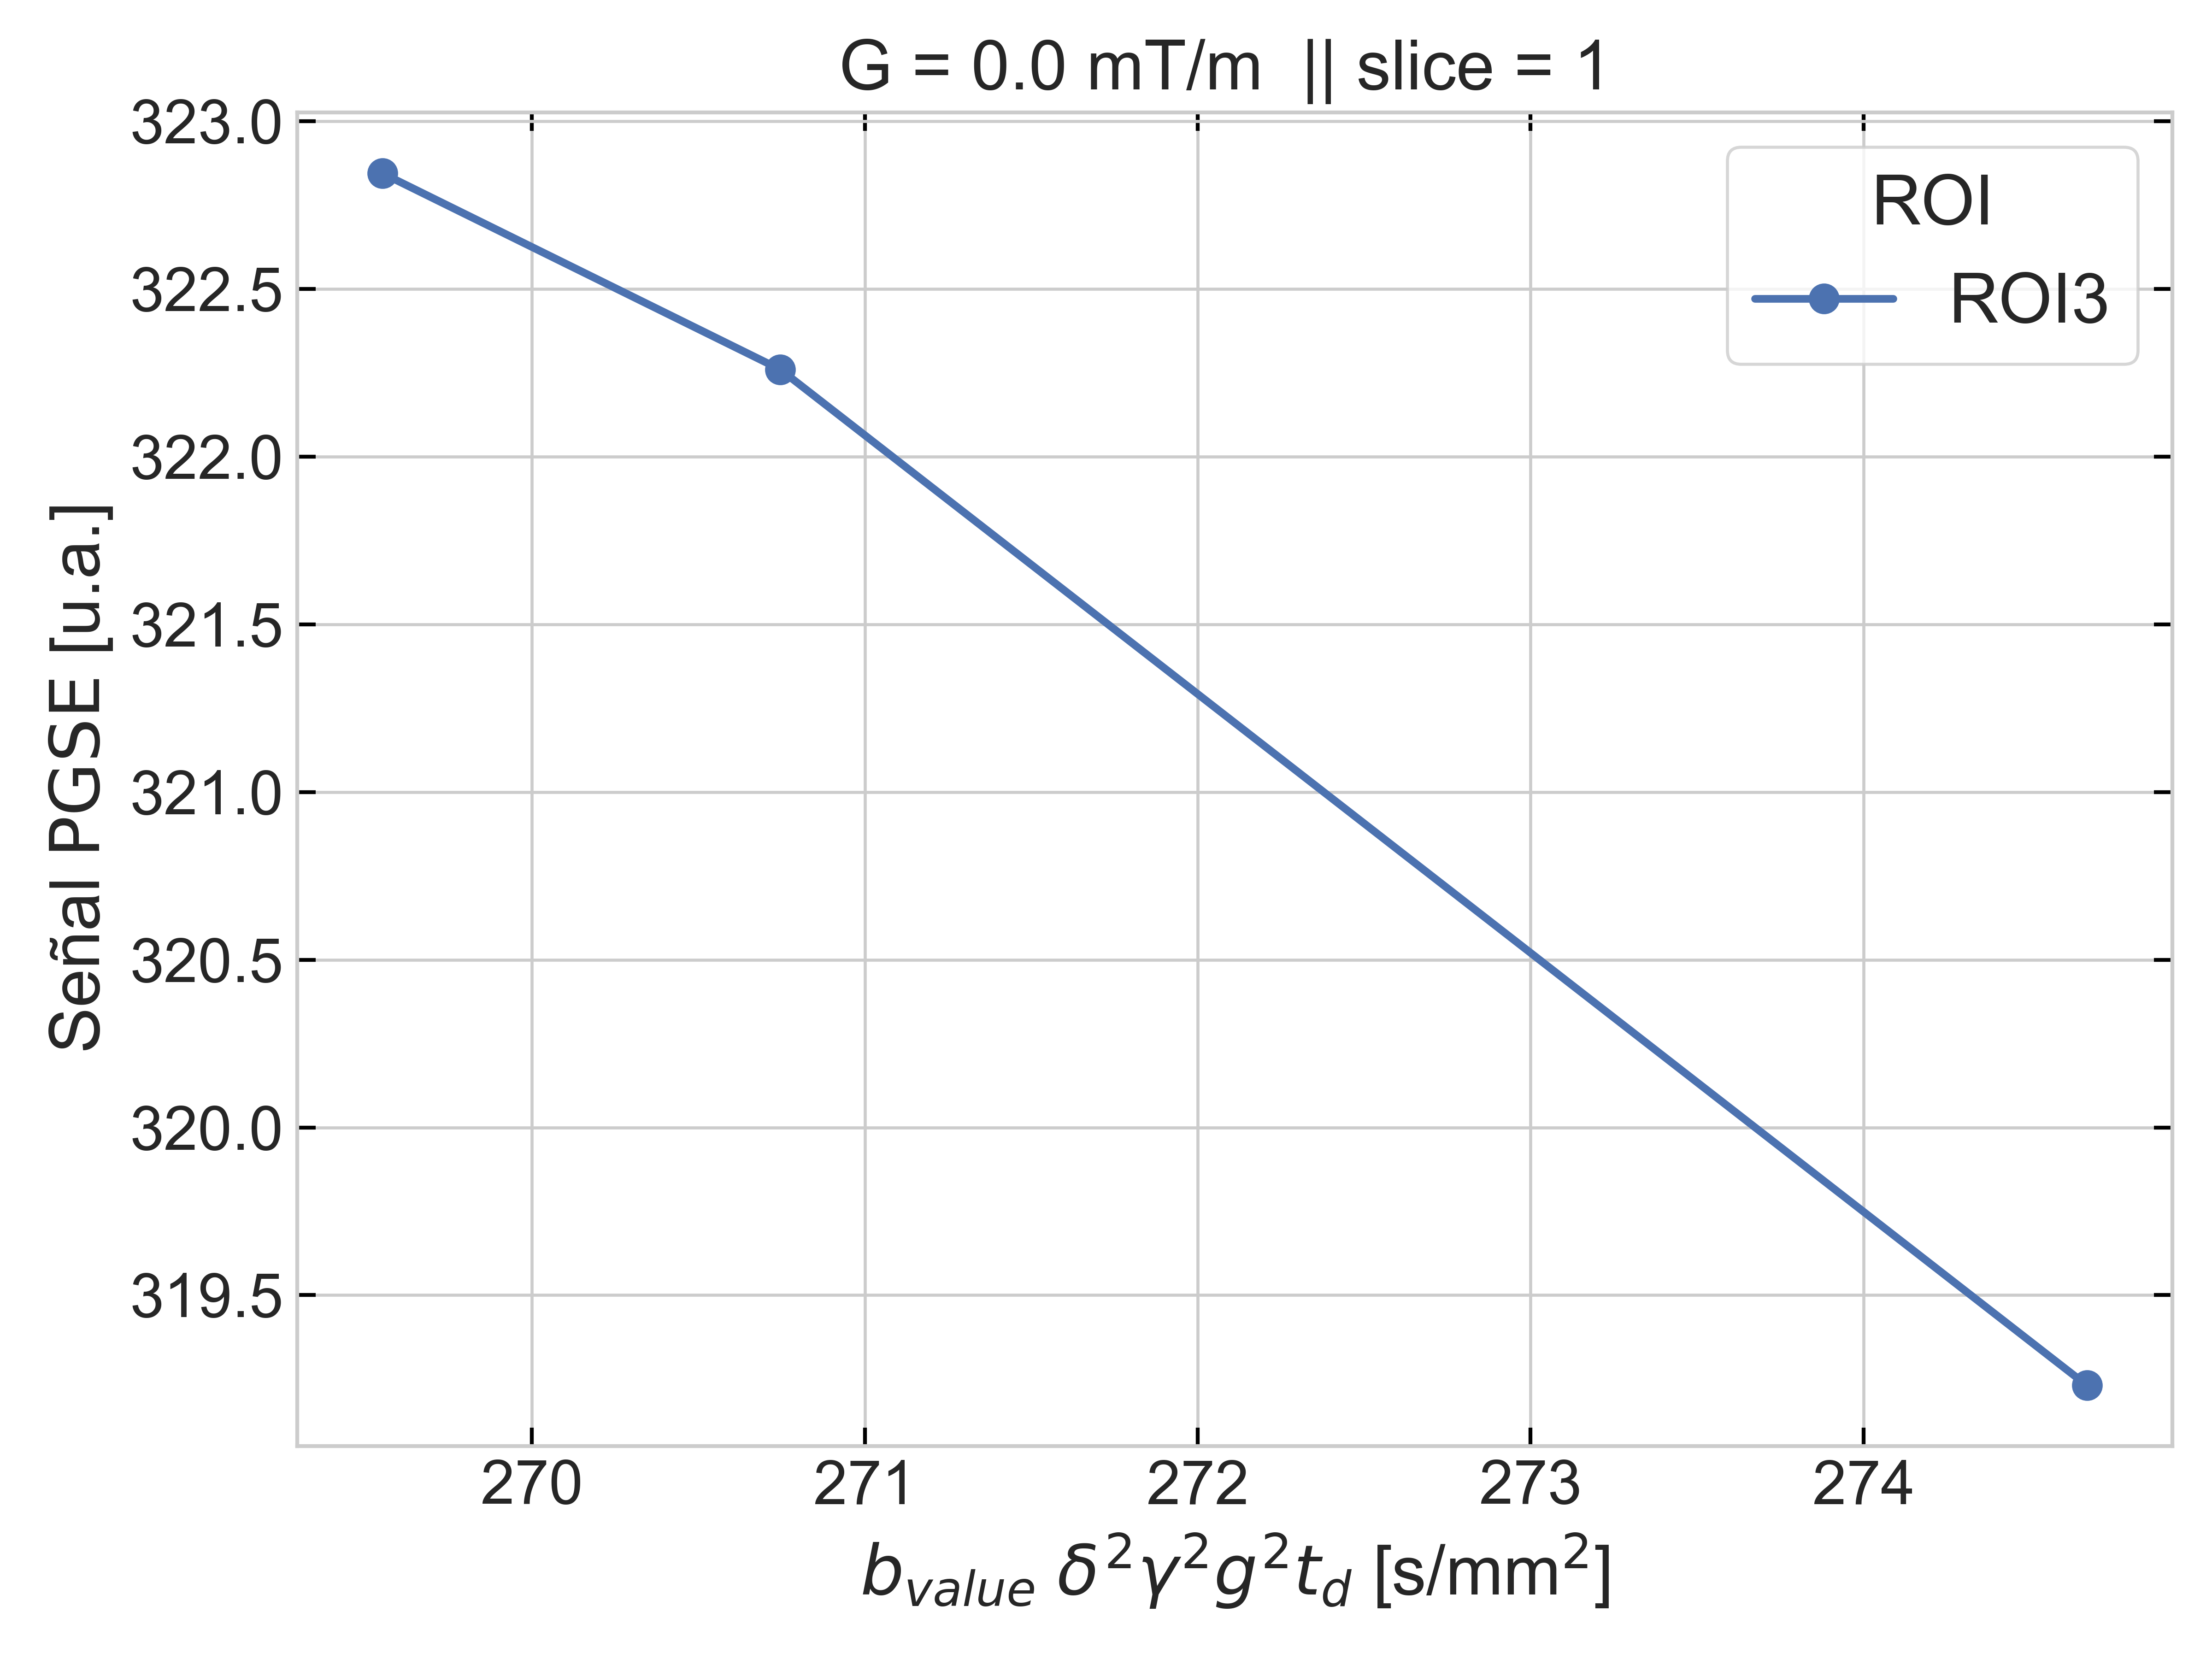 G = 0.0 mT/m || slice = 1
323.0
322.5
322.0
321.5
321.0
320.5
320.0
319.5
Señal PGSE [u.a.]
ROI
ROI3
270 271 272 273 274
b_value δ²γ²g²t_d [s/mm²]